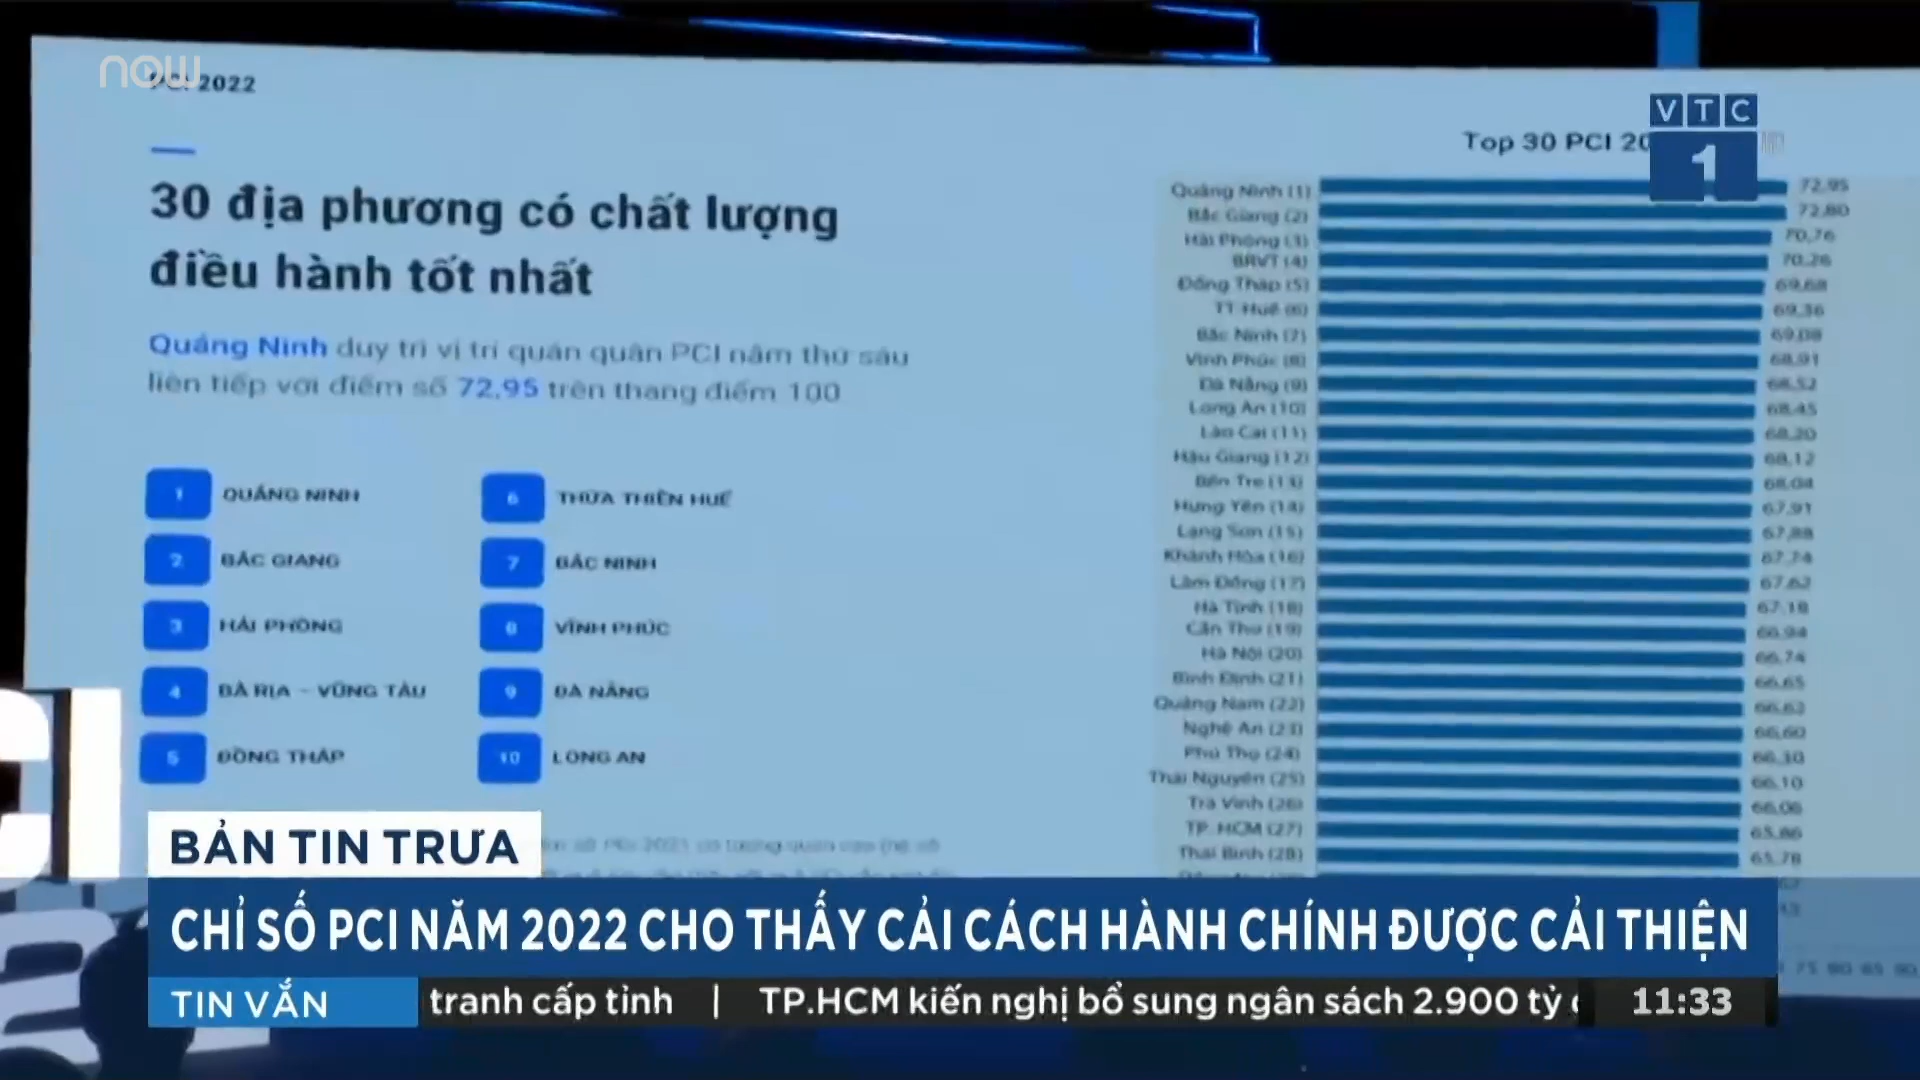 now
PCI 2022
VTC
1
30 địa phương có chất lượng
điều hành tốt nhất
Quảng Ninh duy trì vị trí quán quân PCI năm thứ sáu
liên tiếp với điểm số 72,95 trên thang điểm 100
1 QUẢNG NINH
2 BẮC GIANG
3 HẢI PHÒNG
4 BÀ RỊA - VŨNG TÀU
5 ĐỒNG THÁP
6 THỪA THIÊN HUẾ
7 BẮC NINH
8 VĨNH PHÚC
9 ĐÀ NẴNG
10 LONG AN
Top 30 PCI 20
Quảng Ninh (1) 72,95
Bắc Giang (2) 72,80
Hải Phòng (3) 70,76
BRVT (4) 70,26
Đồng Tháp (5) 69,68
TT-Huế (6) 69,36
Bắc Ninh (7) 69,08
Vĩnh Phúc (8) 68,91
Đà Nẵng (9) 68,52
Long An (10) 68,45
Lào Cai (11) 68,20
Hậu Giang (12) 68,12
Bến Tre (13) 68,04
Hưng Yên (14) 67,91
Lạng Sơn (15) 67,88
Khánh Hòa (16) 67,74
Lâm Đồng (17) 67,62
Hà Tĩnh (18) 67,18
Cần Thơ (19) 66,94
Hà Nội (20) 66,74
Bình Định (21) 66,65
Quảng Nam (22) 66,62
Nghệ An (23) 66,60
Phú Thọ (24) 66,30
Thái Nguyên (25) 66,10
Trà Vinh (26) 66,06
TP. HCM (27) 65,86
Thái Bình (28) 65,78
BẢN TIN TRƯA
CHỈ SỐ PCI NĂM 2022 CHO THẤY CẢI CÁCH HÀNH CHÍNH ĐƯỢC CẢI THIỆN
TIN VẮN
tranh cấp tỉnh | TP.HCM kiến nghị bổ sung ngân sách 2.900 tỷ
11:33